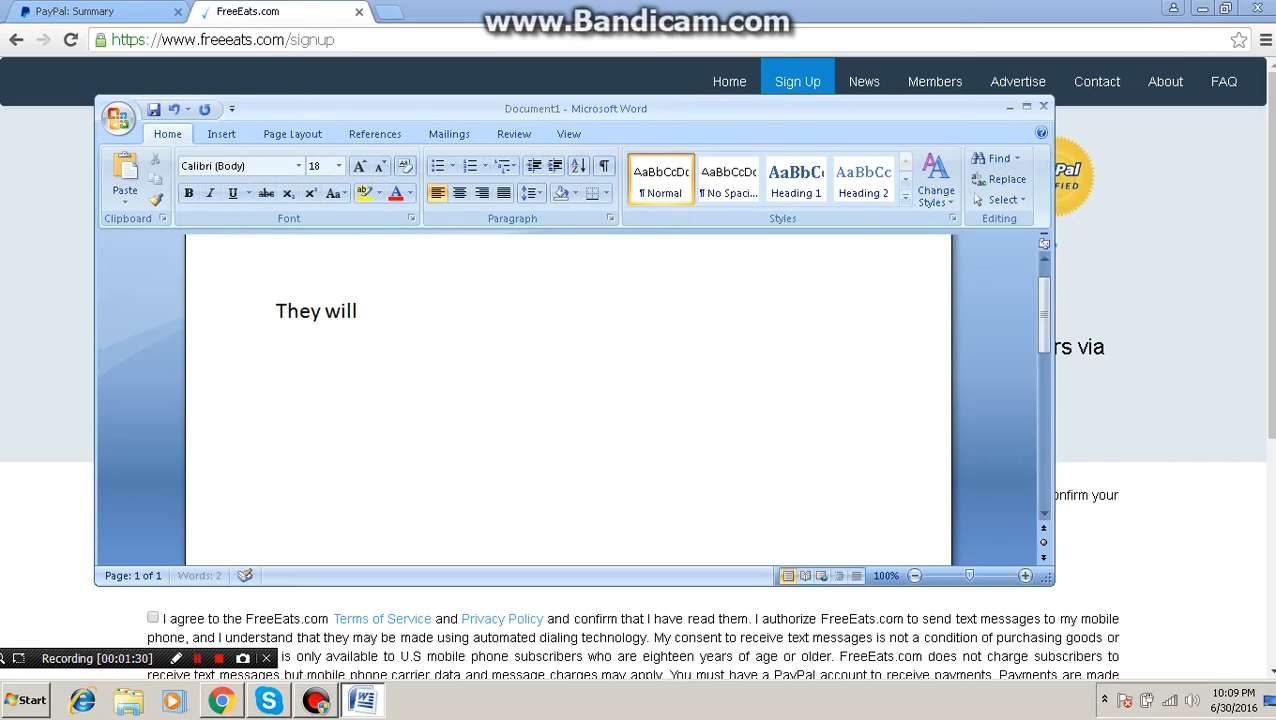 PayPal: Summary
FreeEats.com
www.Bandicam.com
https://www.freeeats.com/signup
Home Sign Up News Members Advertise Contact About FAQ
Document1 - Microsoft Word
Home Insert Page Layout References Mailings Review View
Calibri (Body) 18
AaBbCcDc AaBbCcDc AaBbC AaBbCc
¶ Normal ¶ No Spaci... Heading 1 Heading 2
Paste
Change Styles
Find
Replace
Select
Clipboard Font Paragraph Styles Editing
Pal
IFIED
They will
rs via
onfirm your
Page: 1 of 1 Words: 2 100%
I agree to the FreeEats.com Terms of Service and Privacy Policy and confirm that I have read them. I authorize FreeEats.com to send text messages to my mobile
phone, and I understand that they may be made using automated dialing technology. My consent to receive text messages is not a condition of purchasing goods or
is only available to U.S mobile phone subscribers who are eighteen years of age or older. FreeEats.com does not charge subscribers to
receive text messages but mobile phone carrier data and message charges may apply. You must have a PayPal account to receive payments. Payments are made
Recording [00:01:30]
Start
10:09 PM
6/30/2016